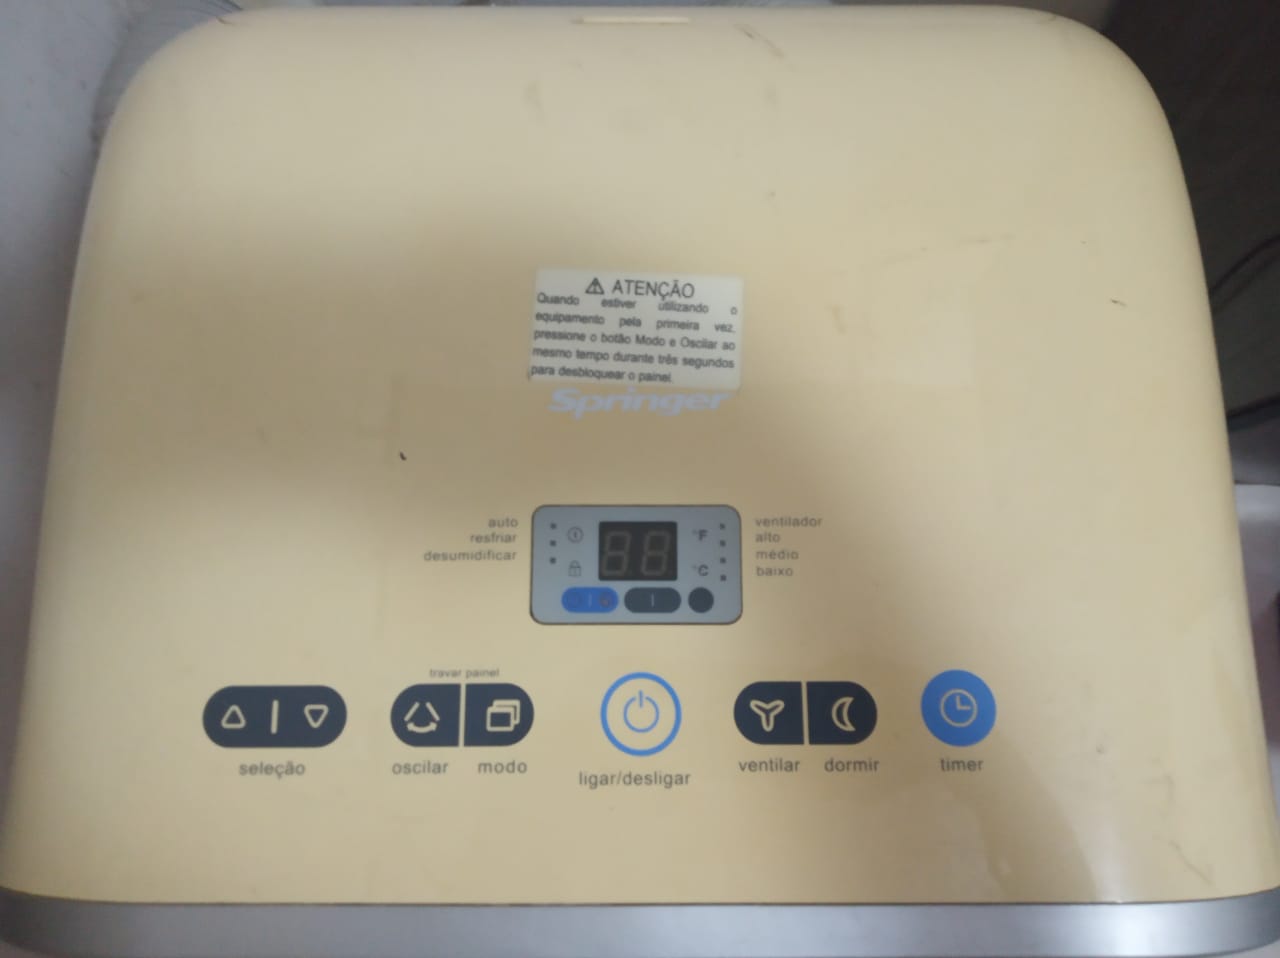 ATENÇÃO
Quando estiver utilizando o
equipamento pela primeira vez,
pressione o botão Modo e Oscilar ao
mesmo tempo durante três segundos
para desbloquear o painel.
Springer
auto
resfriar
desumidificar
88
°F
°C
ventilador
alto
médio
baixo
travar painel
seleção
oscilar
modo
ligar/desligar
ventilar
dormir
timer